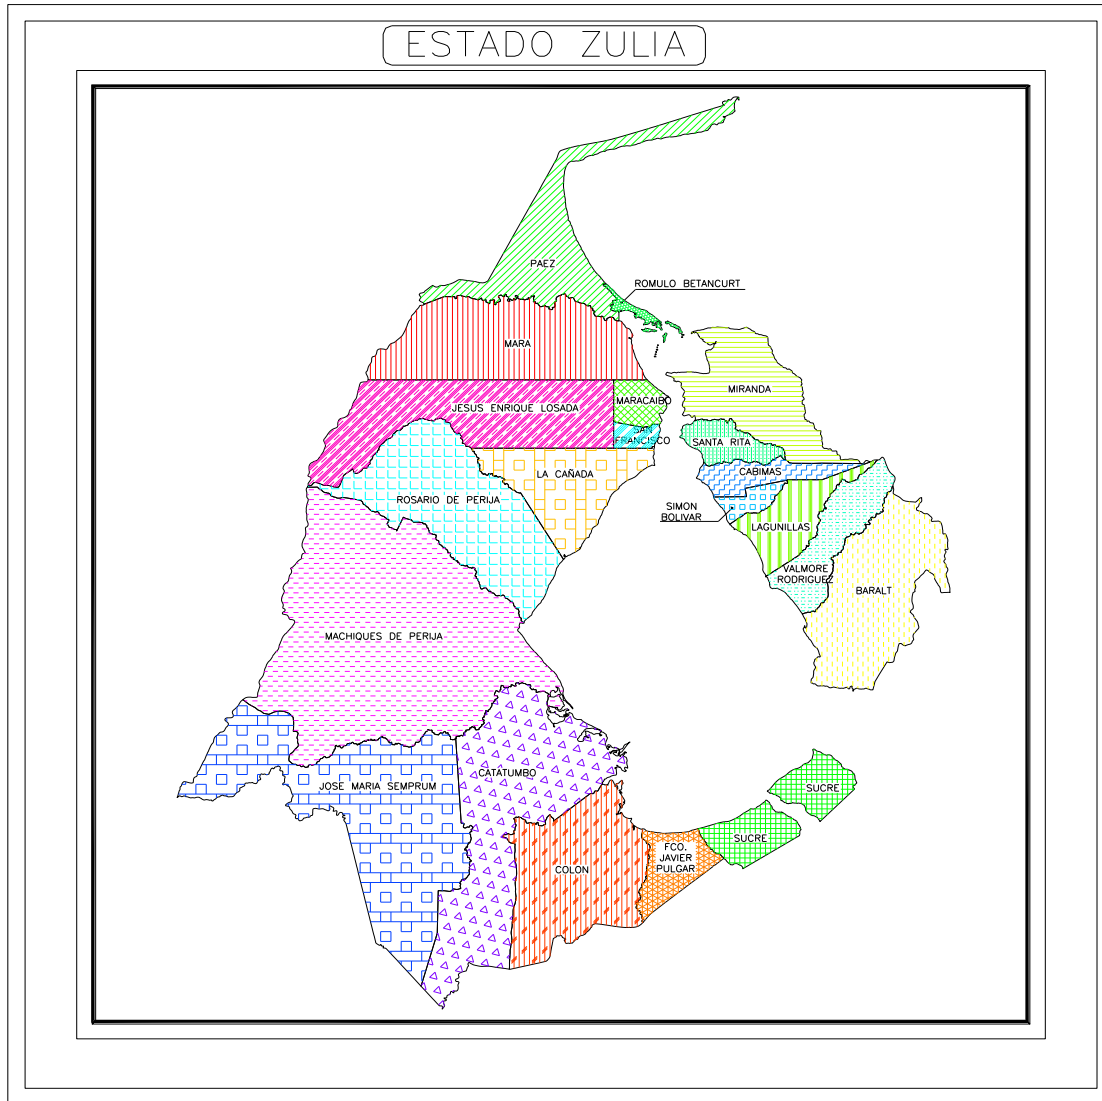 ESTADO ZULIA
PAEZ
ROMULO BETANCURT
MARA
MIRANDA
MARACAIBO
JESUS ENRIQUE LOSADA
SAN
FRANCISCO
SANTA RITA
CABIMAS
LA CAÑADA
ROSARIO DE PERIJA
SIMON
BOLIVAR
LAGUNILLAS
VALMORE
RODRIGUEZ
BARALT
MACHIQUES DE PERIJA
CATATUMBO
JOSE MARIA SEMPRUM
SUCRE
SUCRE
FCO.
JAVIER
PULGAR
COLON